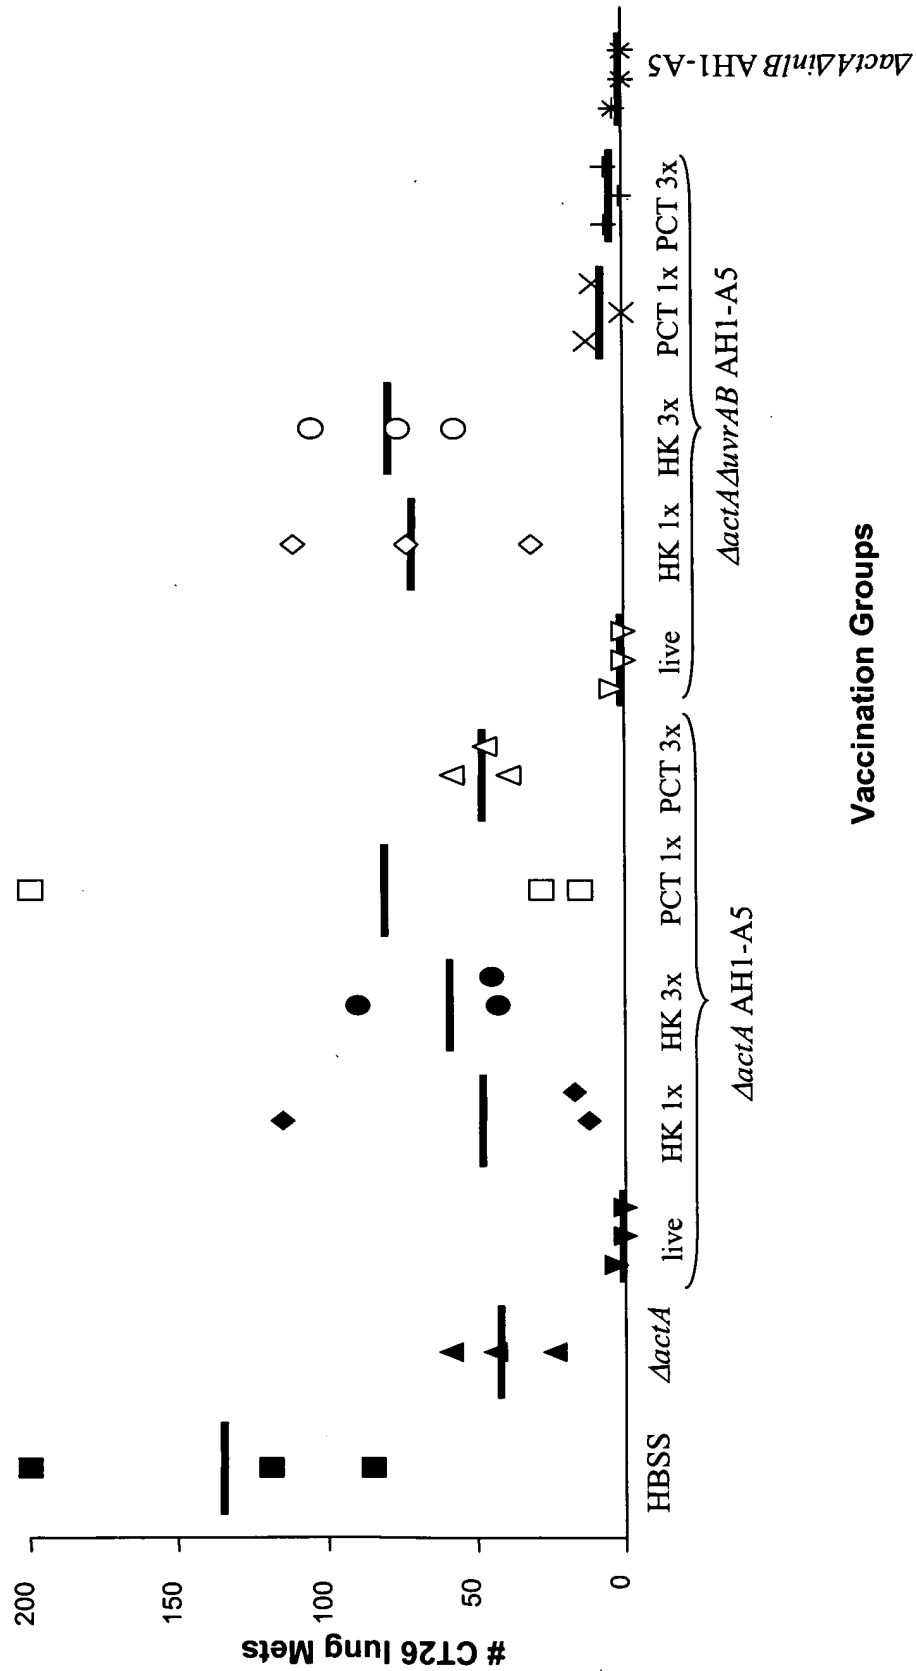 # CT26 lung Mets
200
150
100
50
0
HBSS
ΔactA
live
HK 1x
HK 3x
PCT 1x
PCT 3x
live
HK 1x
HK 3x
PCT 1x
PCT 3x
ΔactAΔinlB AH1-A5
ΔactA AH1-A5
ΔactAΔuvrAB AH1-A5
Vaccination Groups